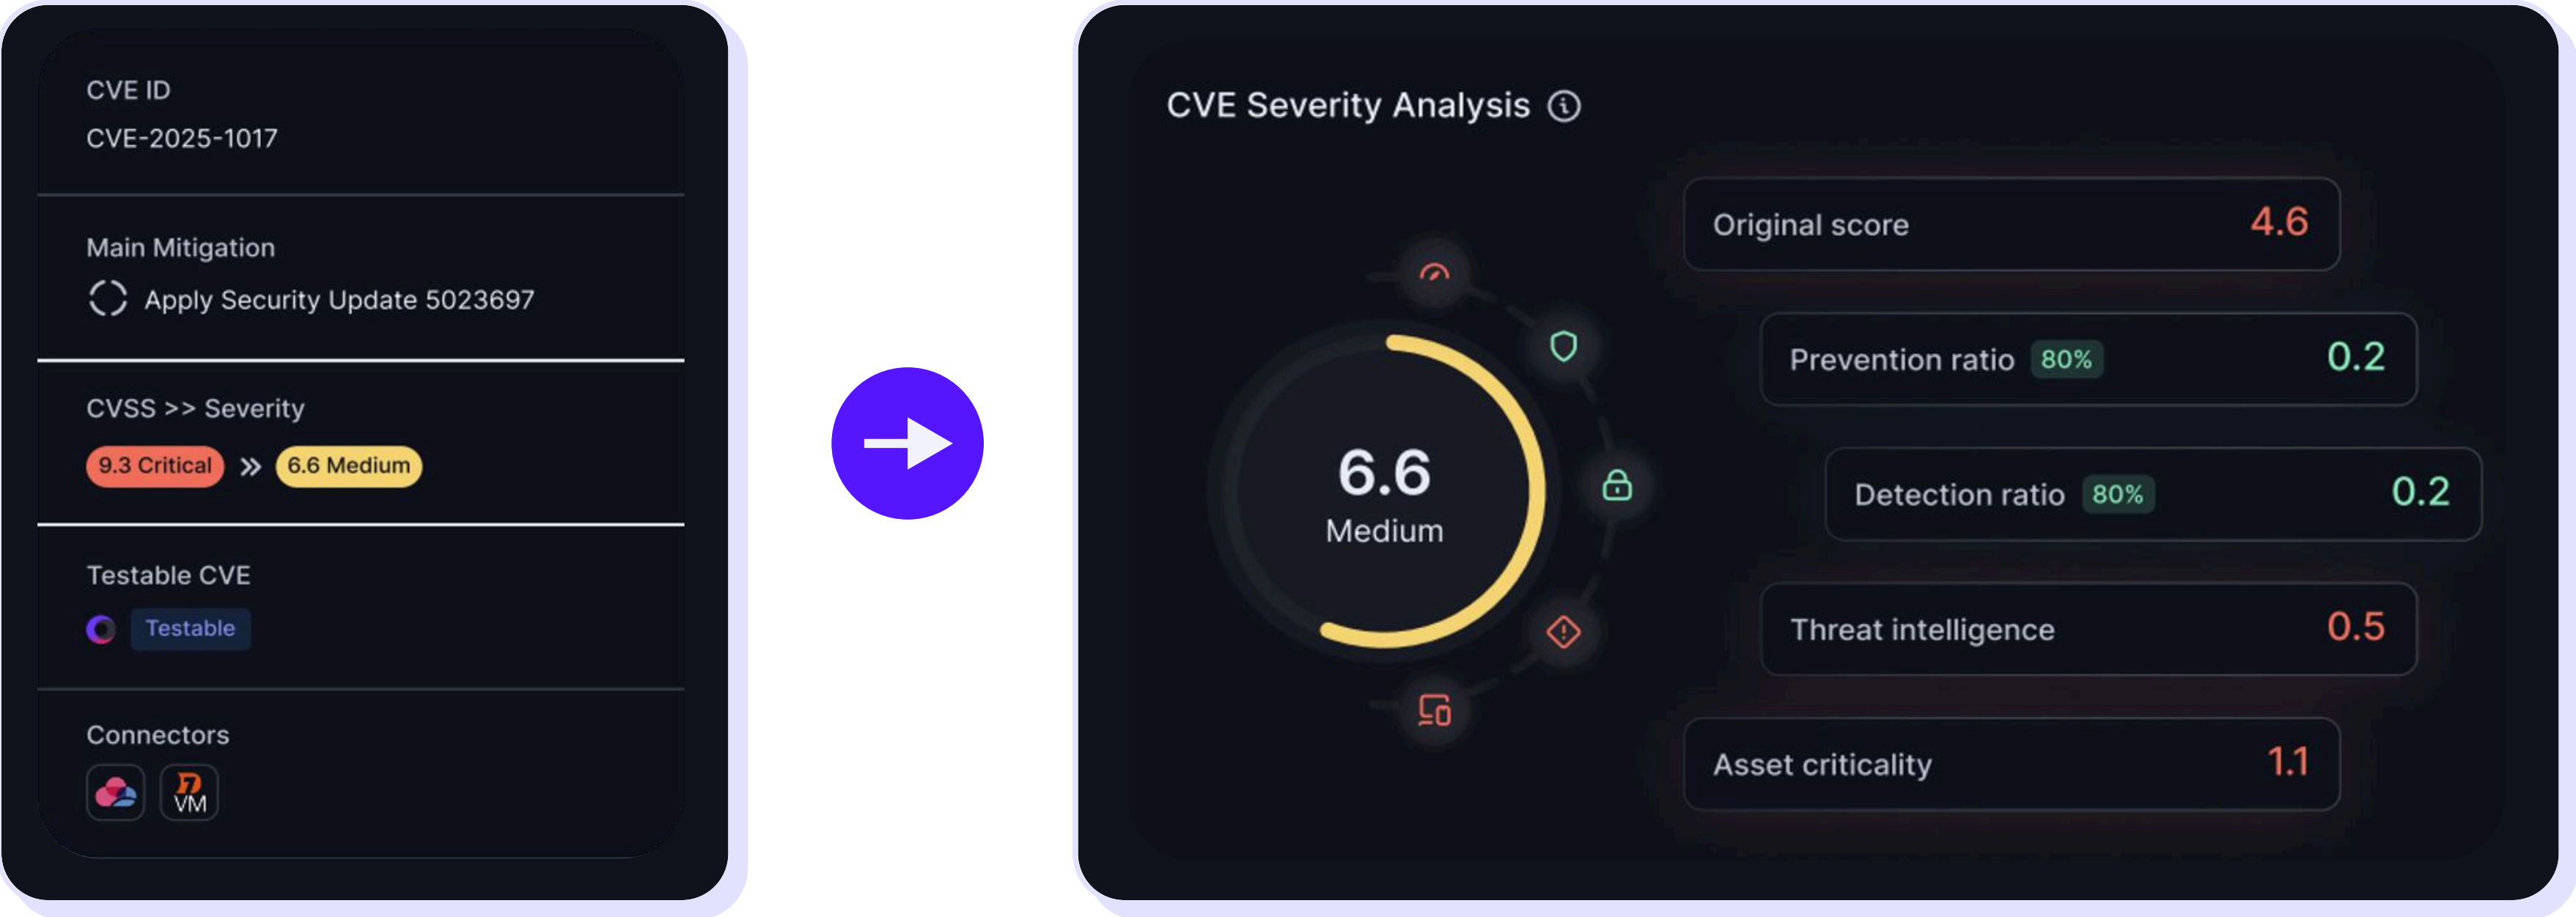 CVE ID
CVE-2025-1017
Main Mitigation
Apply Security Update 5023697
CVSS >> Severity
9.3 Critical » 6.6 Medium
Testable CVE
Testable
Connectors
VM
CVE Severity Analysis
6.6
Medium
Original score 4.6
Prevention ratio 80% 0.2
Detection ratio 80% 0.2
Threat intelligence 0.5
Asset criticality 1.1